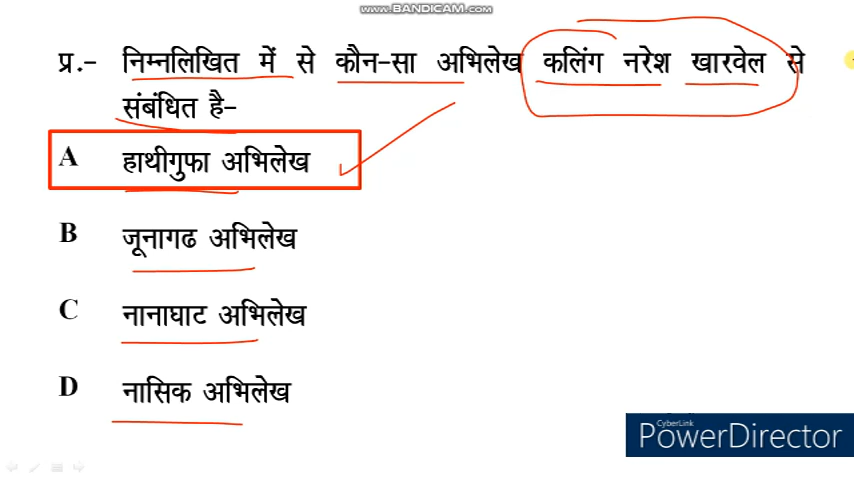 www.BANDICAM.com
प्र.- निम्नलिखित में से कौन-सा अभिलेख कलिंग नरेश खारवेल से
संबंधित है-
A हाथीगुफा अभिलेख
B जूनागढ अभिलेख
C नानाघाट अभिलेख
D नासिक अभिलेख
CyberLink
PowerDirector